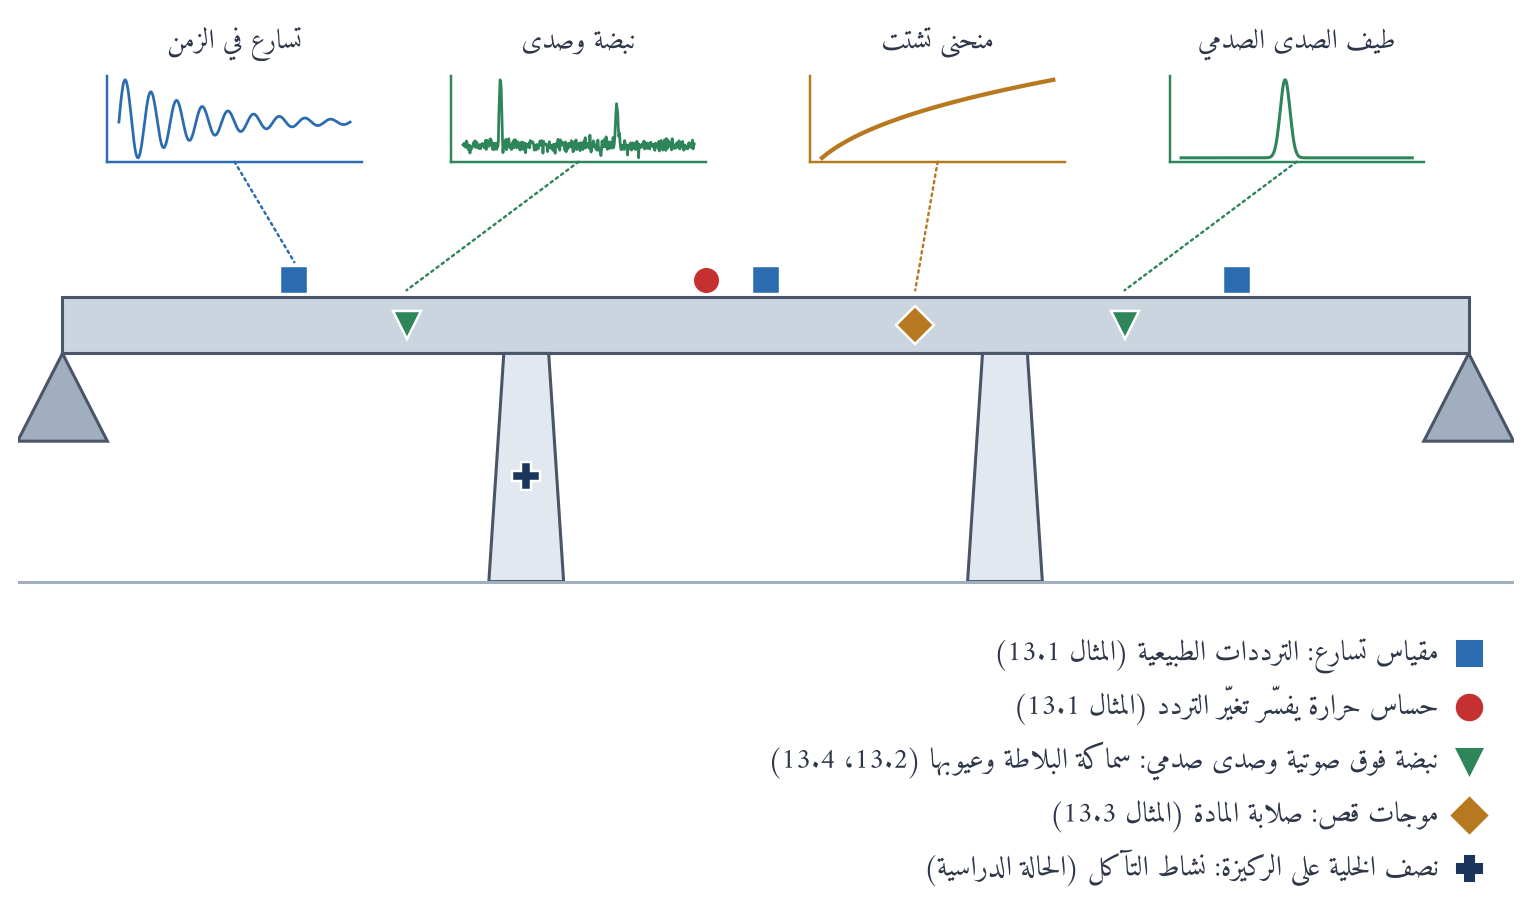 طيف الصدى الصدمي
منحنى تشتت
نبضة وصدى
تسارع في الزمن
مقياس تسارع: الترددات الطبيعية (المثال 13.1)
حساس حرارة يفسّر تغيّر التردد (المثال 13.1)
نبضة فوق صوتية وصدى صدمي: سماكة البلاطة وعيوبها (13.2، 13.4)
موجات قص: صلابة المادة (المثال 13.3)
نصف الخلية على الركيزة: نشاط التآكل (الحالة الدراسية)